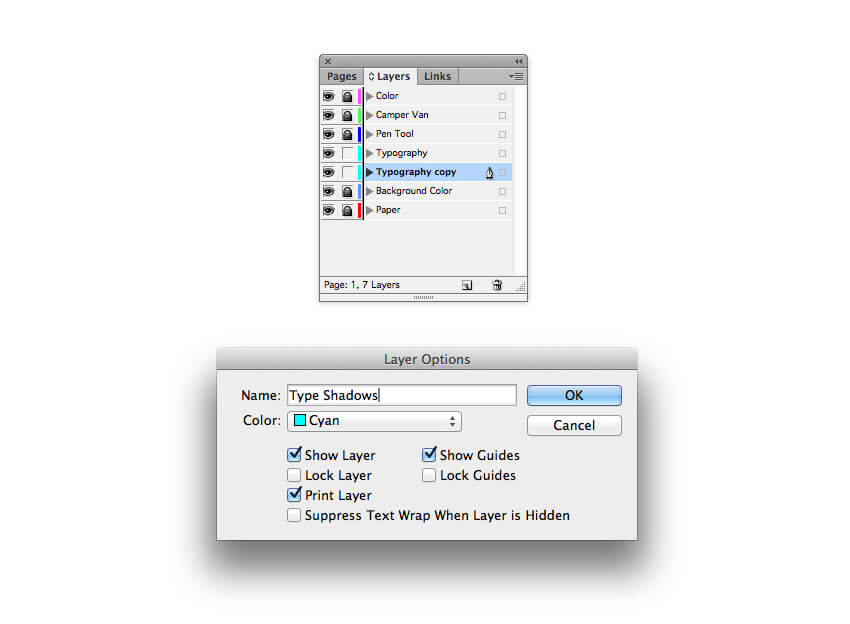 Pages Layers Links
Color
Camper Van
Pen Tool
Typography
Typography copy
Background Color
Paper
Page: 1, 7 Layers
Layer Options
Name: Type Shadows OK
Color: Cyan Cancel
Show Layer Show Guides
Lock Layer Lock Guides
Print Layer
Suppress Text Wrap When Layer is Hidden